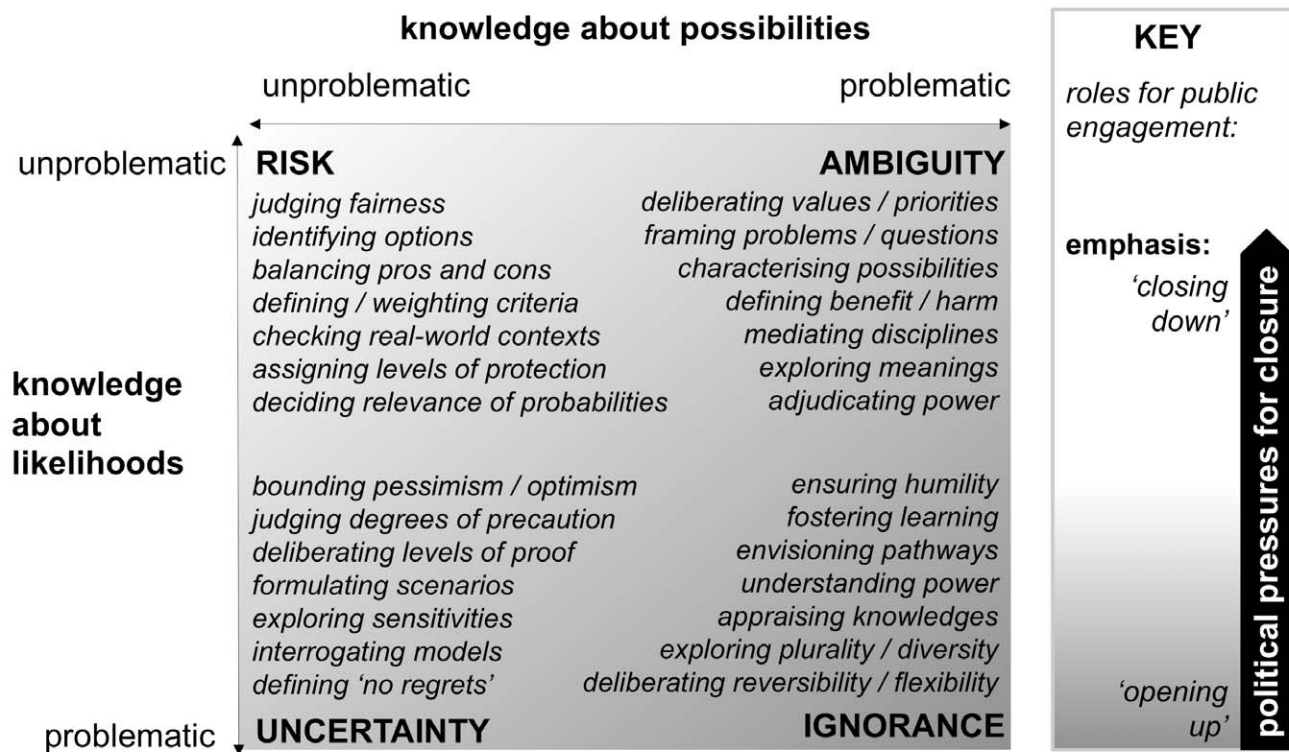 knowledge about possibilities
unproblematic
problematic
unproblematic
RISK
judging fairness
identifying options
balancing pros and cons
defining / weighting criteria
checking real-world contexts
assigning levels of protection
deciding relevance of probabilities
AMBIGUITY
deliberating values / priorities
framing problems / questions
characterising possibilities
defining benefit / harm
mediating disciplines
exploring meanings
adjudicating power
knowledge
about
likelihoods
bounding pessimism / optimism
judging degrees of precaution
deliberating levels of proof
formulating scenarios
exploring sensitivities
interrogating models
defining ‘no regrets’
UNCERTAINTY
ensuring humility
fostering learning
envisioning pathways
understanding power
appraising knowledges
exploring plurality / diversity
deliberating reversibility / flexibility
IGNORANCE
problematic
KEY
roles for public
engagement:
emphasis:
‘closing
down’
‘opening
up’
political pressures for closure